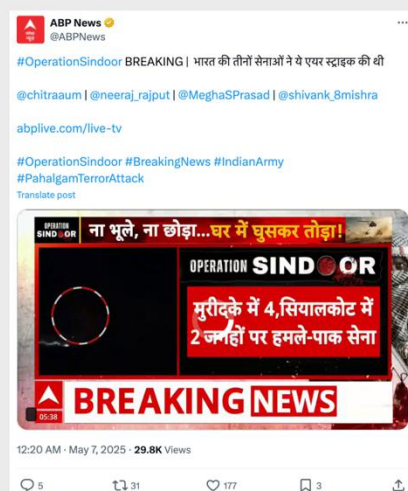 ABP News
@ABPNews
#OperationSindoor BREAKING | भारत की तीनों सेनाओं ने ये एयर स्ट्राइक की थी
@chitraaum | @neeraj_rajput | @MeghaSPrasad | @shivank_8mishra
abplive.com/live-tv
#OperationSindoor #BreakingNews #IndianArmy
#PahalgamTerrorAttack
Translate post
OPERATION SINDOOR ना भूले, ना छोड़ा...घर में घुसकर तोड़ा!
OPERATION SINDOOR
मुरीदके में 4,सियालकोट में
2 जगहों पर हमले-पाक सेना
BREAKING NEWS
05:38
12:20 AM · May 7, 2025 · 29.8K Views
5 31 177 3